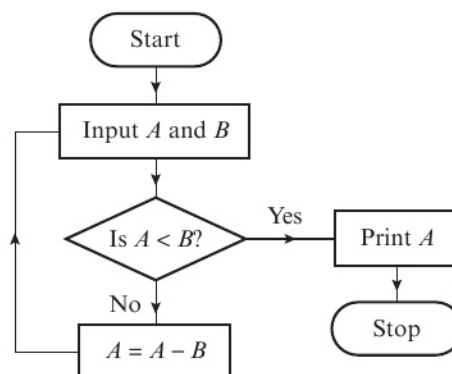 Start
Input A and B
Is A < B?
Yes
Print A
No
Stop
A = A − B